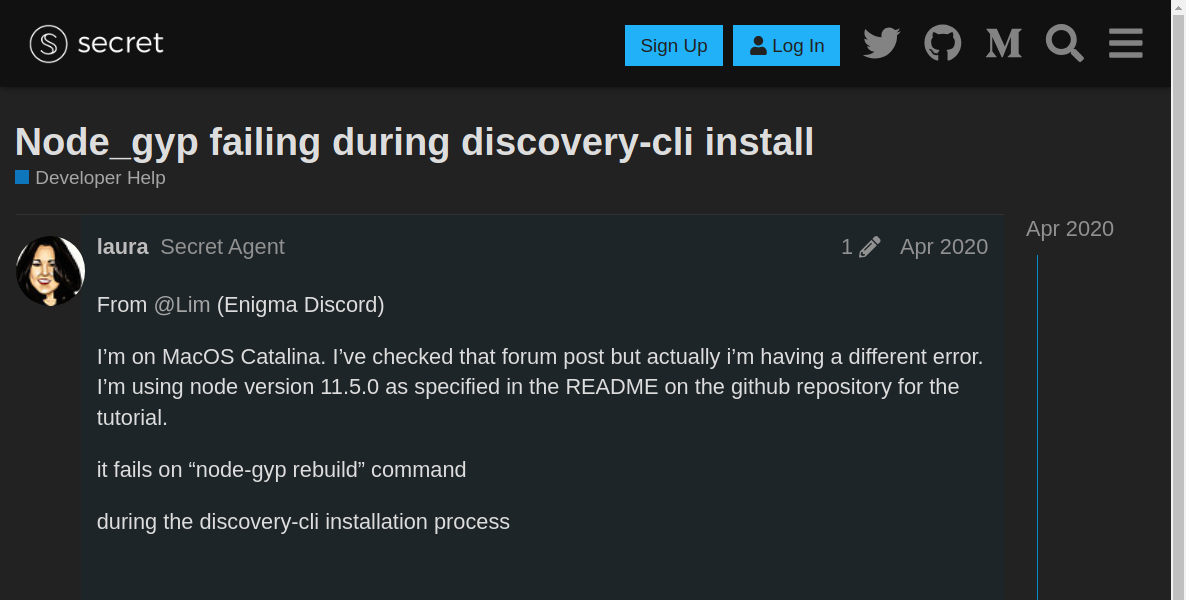 secret
Sign Up
Log In
Node_gyp failing during discovery-cli install
Developer Help
laura Secret Agent
1 Apr 2020
Apr 2020
From @Lim (Enigma Discord)
I’m on MacOS Catalina. I’ve checked that forum post but actually i’m having a different error.
I’m using node version 11.5.0 as specified in the README on the github repository for the
tutorial.
it fails on “node-gyp rebuild” command
during the discovery-cli installation process